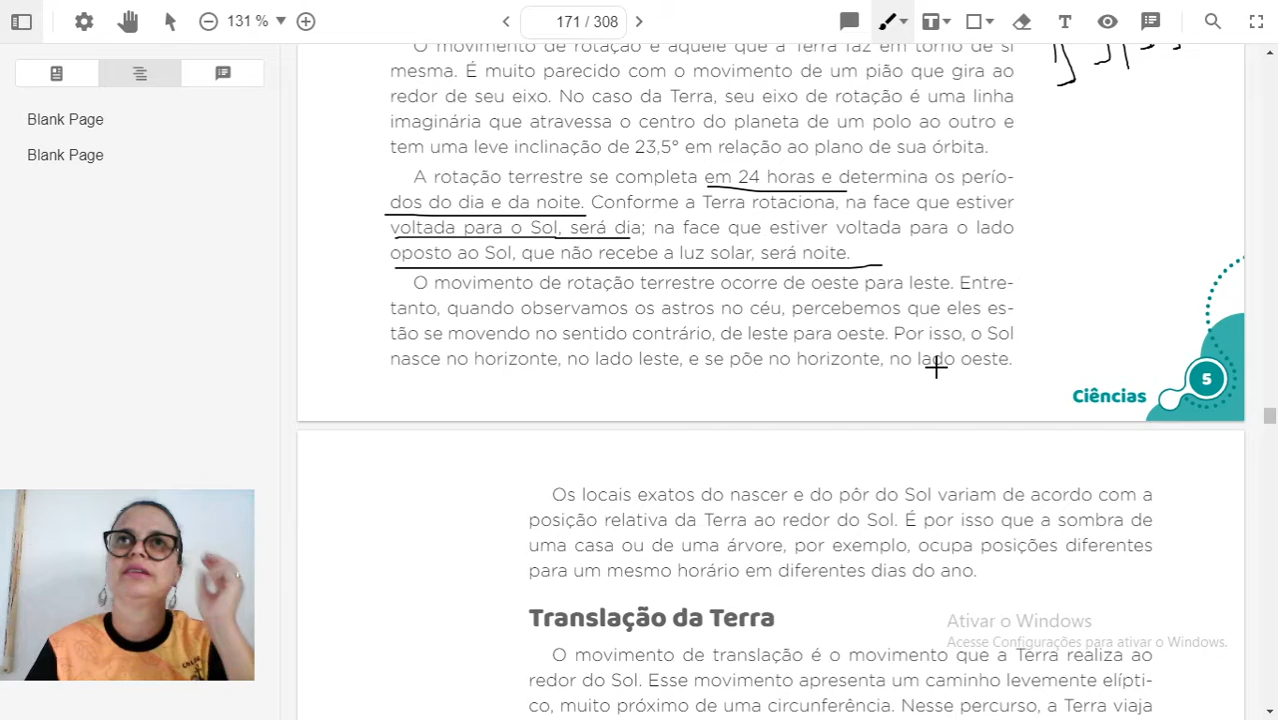 131 %
171 / 308
Blank Page
Blank Page
O movimento de rotação é aquele que a Terra faz em torno de si
mesma. É muito parecido com o movimento de um pião que gira ao
redor de seu eixo. No caso da Terra, seu eixo de rotação é uma linha
imaginária que atravessa o centro do planeta de um polo ao outro e
tem uma leve inclinação de 23,5° em relação ao plano de sua órbita.
A rotação terrestre se completa em 24 horas e determina os perío-
dos do dia e da noite. Conforme a Terra rotaciona, na face que estiver
voltada para o Sol, será dia; na face que estiver voltada para o lado
oposto ao Sol, que não recebe a luz solar, será noite.
O movimento de rotação terrestre ocorre de oeste para leste. Entre-
tanto, quando observamos os astros no céu, percebemos que eles es-
tão se movendo no sentido contrário, de leste para oeste. Por isso, o Sol
nasce no horizonte, no lado leste, e se põe no horizonte, no lado oeste.
Ciências
5
Os locais exatos do nascer e do pôr do Sol variam de acordo com a
posição relativa da Terra ao redor do Sol. É por isso que a sombra de
uma casa ou de uma árvore, por exemplo, ocupa posições diferentes
para um mesmo horário em diferentes dias do ano.
Translação da Terra
O movimento de translação é o movimento que a Terra realiza ao
redor do Sol. Esse movimento apresenta um caminho levemente elípti-
co, muito próximo de uma circunferência. Nesse percurso, a Terra viaja
Ativar o Windows
Acesse Configurações para ativar o Windows.